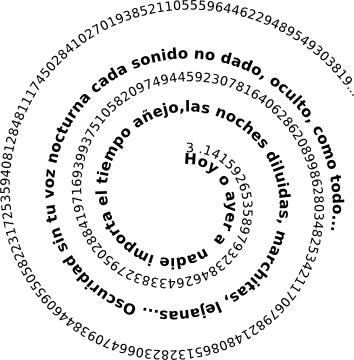 3 .1415926535897932384626433832795028841971693993751058209749445923078164062862089986280348253421170679821480865132823066470938446095505822317253594081284811174502841027019385211055596446229489549303819...
Hoy o ayer a nadie importa el tiempo añejo,las noches diluidas, marchitas, lejanas... Oscuridad sin tu voz nocturna cada sonido no dado, oculto, como todo...